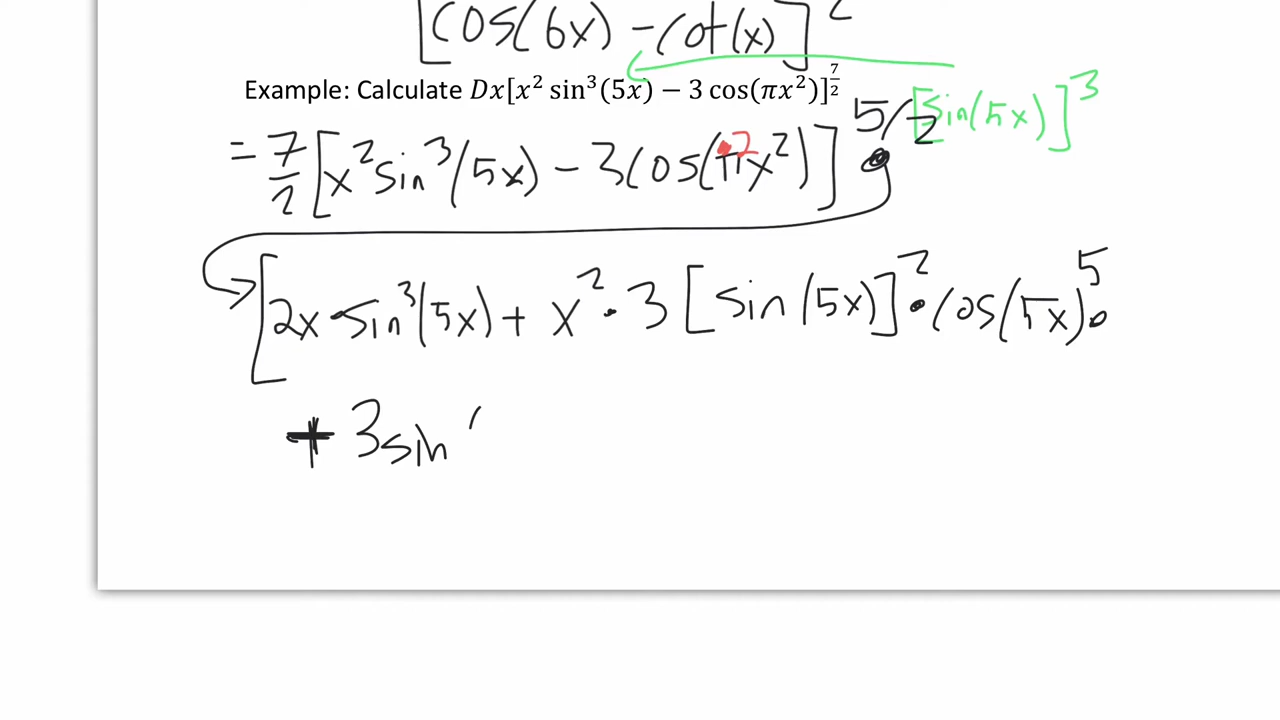 [cos(6x) - cot(x)]²
Example: Calculate Dx[x² sin³(5x) − 3 cos(πx²)]^(7/2)
[sin(5x)]³
= 7/2 [x² sin³(5x) - 3cos(πx²)]^(5/2) ·
2
[2x · sin³(5x) + x² · 3 [sin(5x)]² · cos(5x) · 5
+ 3sin (